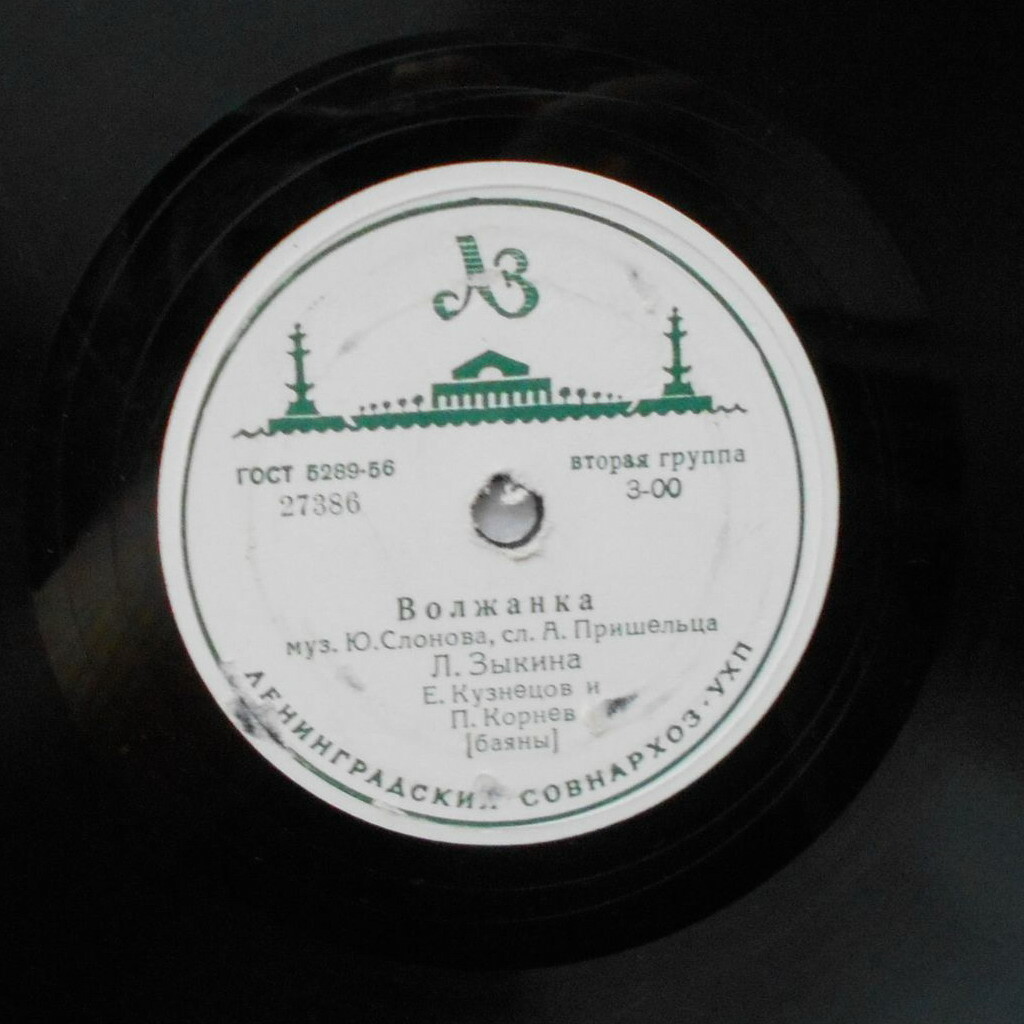 ЛЗ
ГОСТ 5289-56
27386
вторая группа
3-00
Волжанка
муз. Ю. Слонова, сл. А. Пришельца
Л. Зыкина
Е. Кузнецов и
П. Корнев
[баяны]
ЛЕНИНГРАДСКИЙ СОВНАРХОЗ · УХП